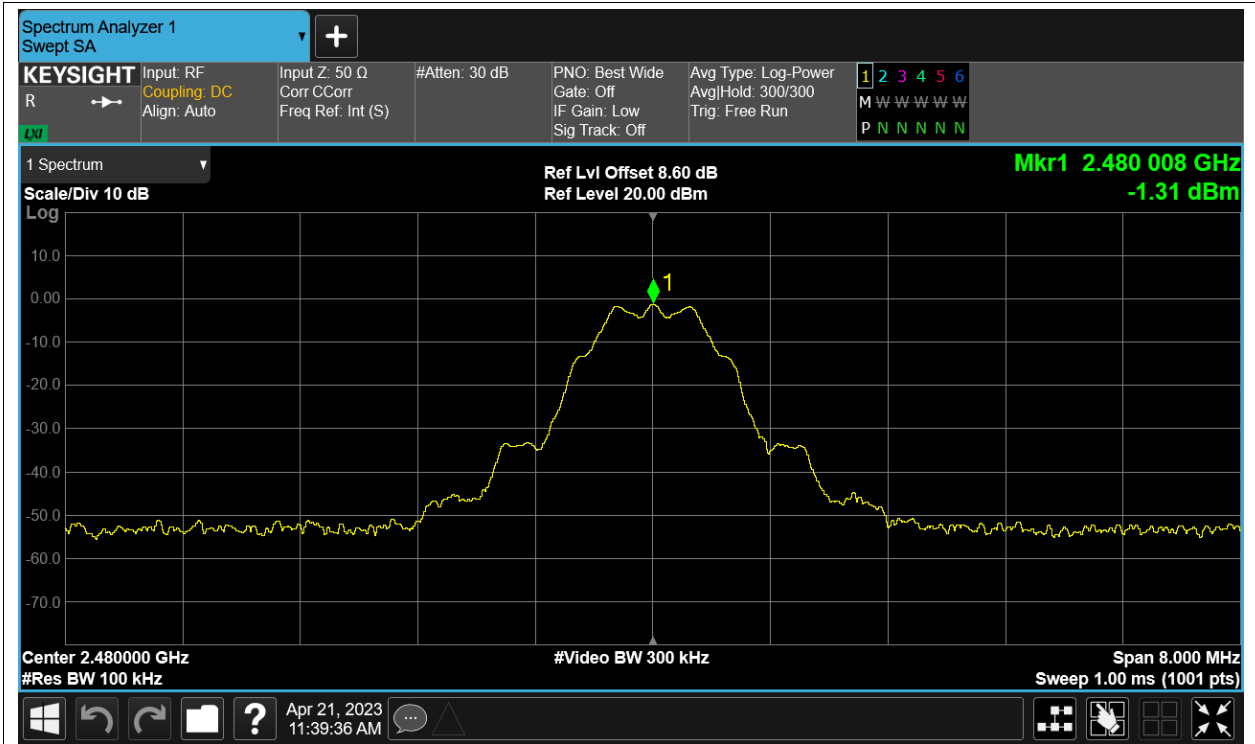 Spectrum Analyzer 1
Swept SA
+
KEYSIGHT
R
LXI
Input: RF
Coupling: DC
Align: Auto
Input Z: 50 Ω
Corr CCorr
Freq Ref: Int (S)
#Atten: 30 dB
PNO: Best Wide
Gate: Off
IF Gain: Low
Sig Track: Off
Avg Type: Log-Power
Avg|Hold: 300/300
Trig: Free Run
1 2 3 4 5 6
M W W W W W
P N N N N N
1 Spectrum
Scale/Div 10 dB
Log
Ref Lvl Offset 8.60 dB
Ref Level 20.00 dBm
Mkr1 2.480 008 GHz
-1.31 dBm
1
10.0
0.00
-10.0
-20.0
-30.0
-40.0
-50.0
-60.0
-70.0
Center 2.480000 GHz
#Res BW 100 kHz
#Video BW 300 kHz
Span 8.000 MHz
Sweep 1.00 ms (1001 pts)
?
Apr 21, 2023
11:39:36 AM